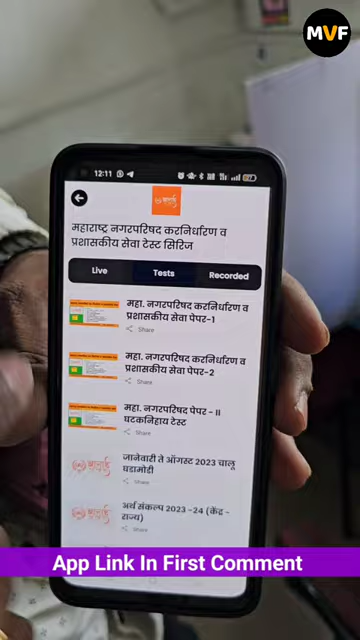 MVF
12:11
महाराष्ट्र नगरपरिषद करनिर्धारण व
प्रशासकीय सेवा टेस्ट सिरिज
Live Tests Recorded
महा. नगरपरिषद करनिर्धारण व
प्रशासकीय सेवा पेपर-1
Share
महा. नगरपरिषद करनिर्धारण व
प्रशासकीय सेवा पेपर-2
Share
महा. नगरपरिषद पेपर - II
घटकनिहाय टेस्ट
Share
जानेवारी ते ऑगस्ट 2023 चालू
घडामोडी
Share
अर्थ संकल्प 2023 -24 (केंद्र -
राज्य)
Share
App Link In First Comment